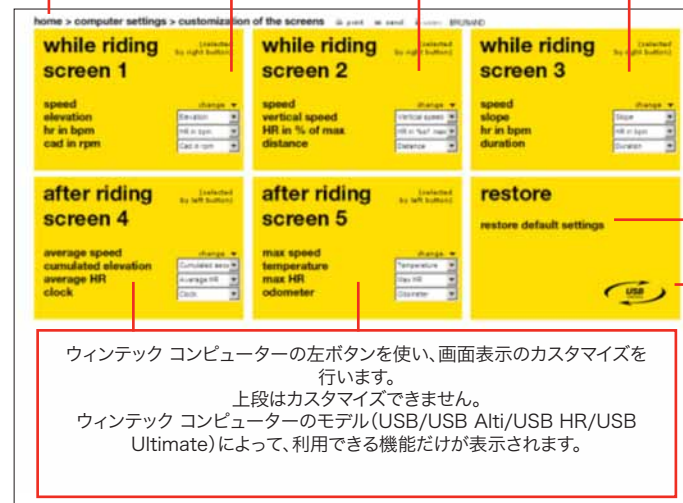 home > computer settings > customization of the screens print send BRUNAND
while riding
screen 1
(selected
by right button)
speed
change
elevation
Elevation
hr in bpm
HR in bpm
cad in rpm
Cad in rpm
while riding
screen 2
(selected
by right button)
speed
change
vertical speed
Vertical speed
HR in % of max
HR in %of max
distance
Distance
while riding
screen 3
(selected
by right button)
speed
change
slope
Slope
hr in bpm
HR in bpm
duration
Duration
after riding
screen 4
(selected
by left button)
average speed
change
cumulated elevation
Cumulated
average HR
Average HR
clock
Clock
after riding
screen 5
(selected
by left button)
max speed
change
temperature
Temperature
max HR
Max HR
odometer
Odometer
restore
restore default settings
USB
ウィンテック コンピューターの左ボタンを使い、画面表示のカスタマイズを
行います。
上段はカスタマイズできません。
ウィンテック コンピューターのモデル(USB/USB Alti/USB HR/USB
Ultimate)によって、利用できる機能だけが表示されます。